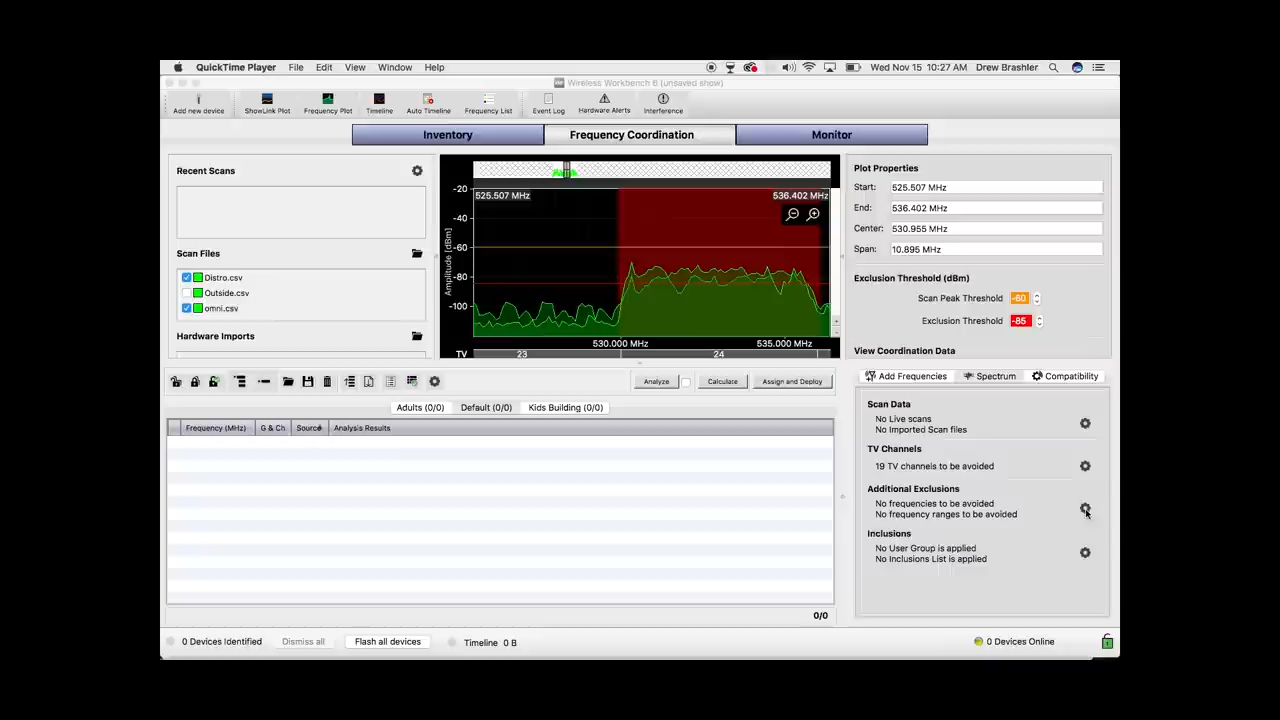 QuickTime Player File Edit View Window Help Wed Nov 15 10:27 AM Drew Brashler
Wireless Workbench 6 (unsaved show)
Add new device ShowLink Plot Frequency Plot Timeline Auto Timeline Frequency List Event Log Hardware Alerts Interference
Inventory Frequency Coordination Monitor
Recent Scans
Scan Files
Distro.csv
Outside.csv
omni.csv
Hardware Imports
Amplitude [dBm]
-20
-40
-60
-80
-100
525.507 MHz 536.402 MHz
530.000 MHz 535.000 MHz
TV 23 24
Plot Properties
Start: 525.507 MHz
End: 536.402 MHz
Center: 530.955 MHz
Span: 10.895 MHz
Exclusion Threshold (dBm)
Scan Peak Threshold -60
Exclusion Threshold -85
View Coordination Data
Analyze Calculate Assign and Deploy
Adults (0/0) Default (0/0) Kids Building (0/0)
Frequency (MHz) G & Ch Source Analysis Results
0/0
Add Frequencies Spectrum Compatibility
Scan Data
No Live scans
No Imported Scan files
TV Channels
19 TV channels to be avoided
Additional Exclusions
No frequencies to be avoided
No frequency ranges to be avoided
Inclusions
No User Group is applied
No Inclusions List is applied
0 Devices Identified Dismiss all Flash all devices Timeline 0 B 0 Devices Online